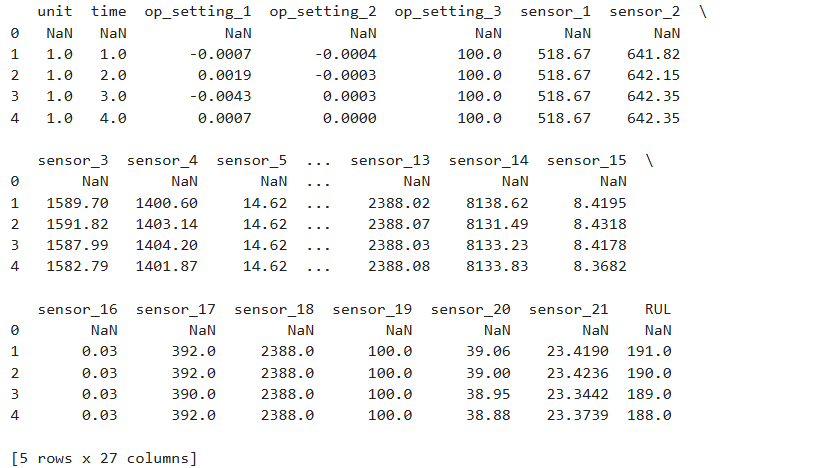 unit time op_setting_1 op_setting_2 op_setting_3 sensor_1 sensor_2 \
0 NaN NaN NaN NaN NaN NaN NaN
1 1.0 1.0 -0.0007 -0.0004 100.0 518.67 641.82
2 1.0 2.0 0.0019 -0.0003 100.0 518.67 642.15
3 1.0 3.0 -0.0043 0.0003 100.0 518.67 642.35
4 1.0 4.0 0.0007 0.0000 100.0 518.67 642.35
sensor_3 sensor_4 sensor_5 ... sensor_13 sensor_14 sensor_15 \
0 NaN NaN NaN ... NaN NaN NaN
1 1589.70 1400.60 14.62 ... 2388.02 8138.62 8.4195
2 1591.82 1403.14 14.62 ... 2388.07 8131.49 8.4318
3 1587.99 1404.20 14.62 ... 2388.03 8133.23 8.4178
4 1582.79 1401.87 14.62 ... 2388.08 8133.83 8.3682
sensor_16 sensor_17 sensor_18 sensor_19 sensor_20 sensor_21 RUL
0 NaN NaN NaN NaN NaN NaN NaN
1 0.03 392.0 2388.0 100.0 39.06 23.4190 191.0
2 0.03 392.0 2388.0 100.0 39.00 23.4236 190.0
3 0.03 390.0 2388.0 100.0 38.95 23.3442 189.0
4 0.03 392.0 2388.0 100.0 38.88 23.3739 188.0
[5 rows x 27 columns]